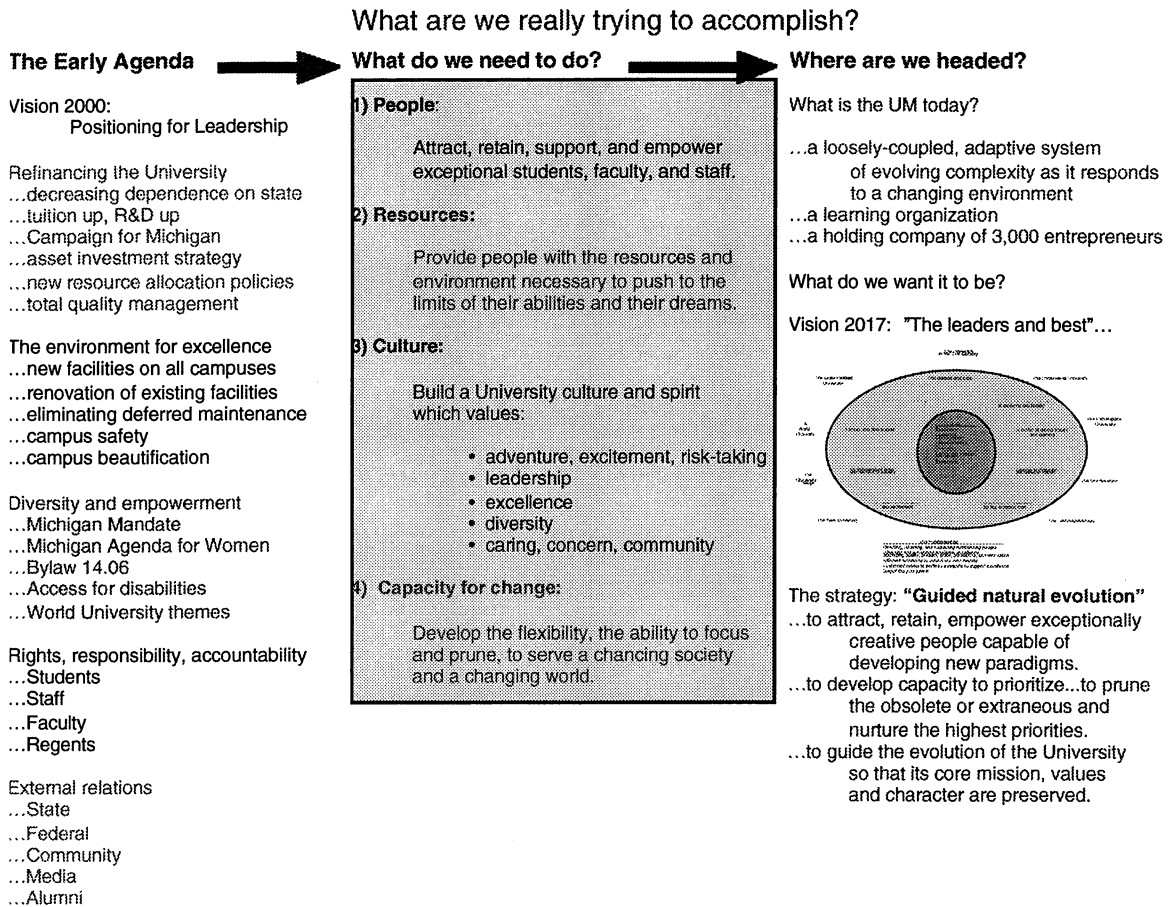 What are we really trying to accomplish?
The Early Agenda
Vision 2000:
Positioning for Leadership
Refinancing the University
...decreasing dependence on state
...tuition up, R&D up
...Campaign for Michigan
...asset investment strategy
...new resource allocation policies
...total quality management
The environment for excellence
...new facilities on all campuses
...renovation of existing facilities
...eliminating deferred maintenance
...campus safety
...campus beautification
Diversity and empowerment
...Michigan Mandate
...Michigan Agenda for Women
...Bylaw 14.06
...Access for disabilities
...World University themes
Rights, responsibility, accountability
...Students
...Staff
...Faculty
...Regents
External relations
...State
...Federal
...Community
...Media
...Alumni
What do we need to do?
1) People:
Attract, retain, support, and empower
exceptional students, faculty, and staff.
2) Resources:
Provide people with the resources and
environment necessary to push to the
limits of their abilities and their dreams.
3) Culture:
Build a University culture and spirit
which values:
• adventure, excitement, risk-taking
• leadership
• excellence
• diversity
• caring, concern, community
4) Capacity for change:
Develop the flexibility, the ability to focus
and prune, to serve a chancing society
and a changing world.
Where are we headed?
What is the UM today?
...a loosely-coupled, adaptive system
of evolving complexity as it responds
to a changing environment
...a learning organization
...a holding company of 3,000 entrepreneurs
What do we want it to be?
Vision 2017: "The leaders and best"...
The strategy: "Guided natural evolution"
...to attract, retain, empower exceptionally
creative people capable of
developing new paradigms.
...to develop capacity to prioritize...to prune
the obsolete or extraneous and
nurture the highest priorities.
...to guide the evolution of the University
so that its core mission, values
and character are preserved.